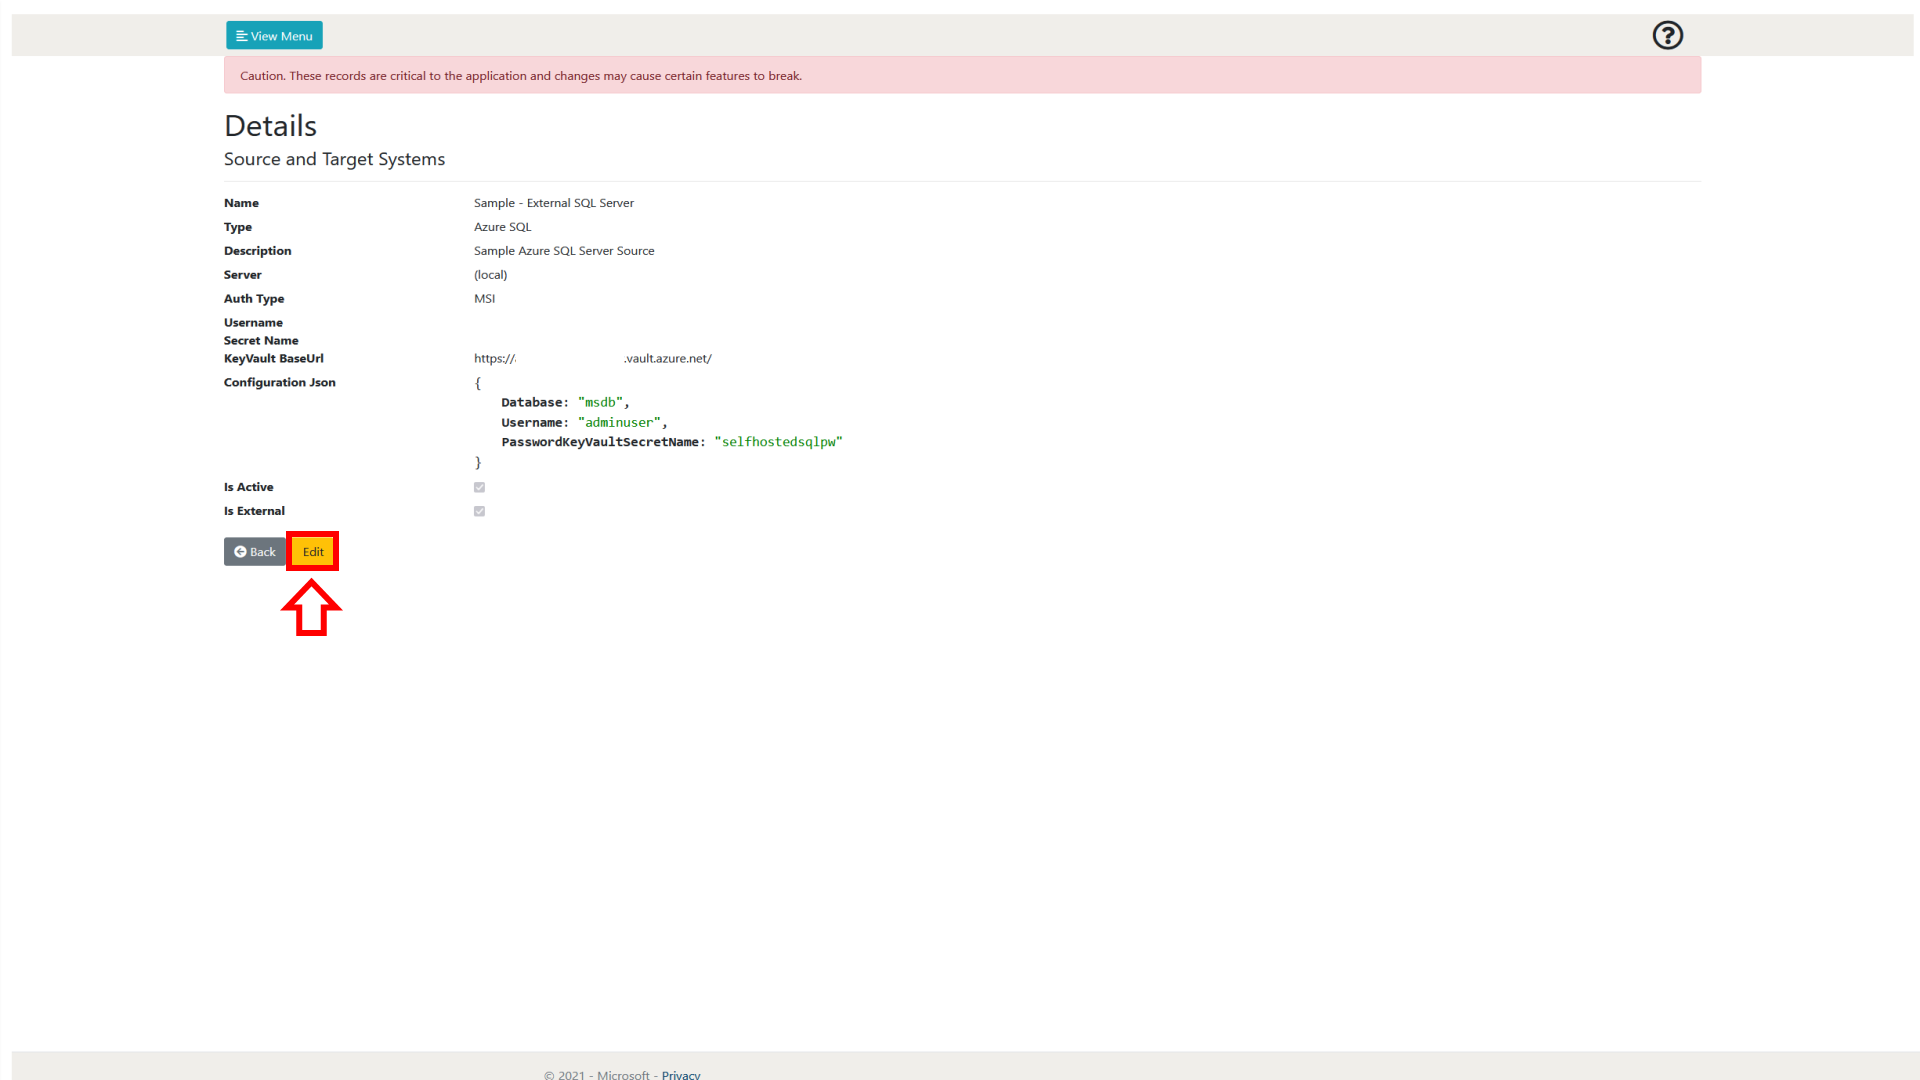 View Menu
Caution. These records are critical to the application and changes may cause certain features to break.
Details
Source and Target Systems
Name Sample - External SQL Server
Type Azure SQL
Description Sample Azure SQL Server Source
Server (local)
Auth Type MSI
Username
Secret Name
KeyVault BaseUrl https:// .vault.azure.net/
Configuration Json {
Database: "msdb",
Username: "adminuser",
PasswordKeyVaultSecretName: "selfhostedsqlpw"
}
Is Active
Is External
Back Edit
© 2021 - Microsoft - Privacy